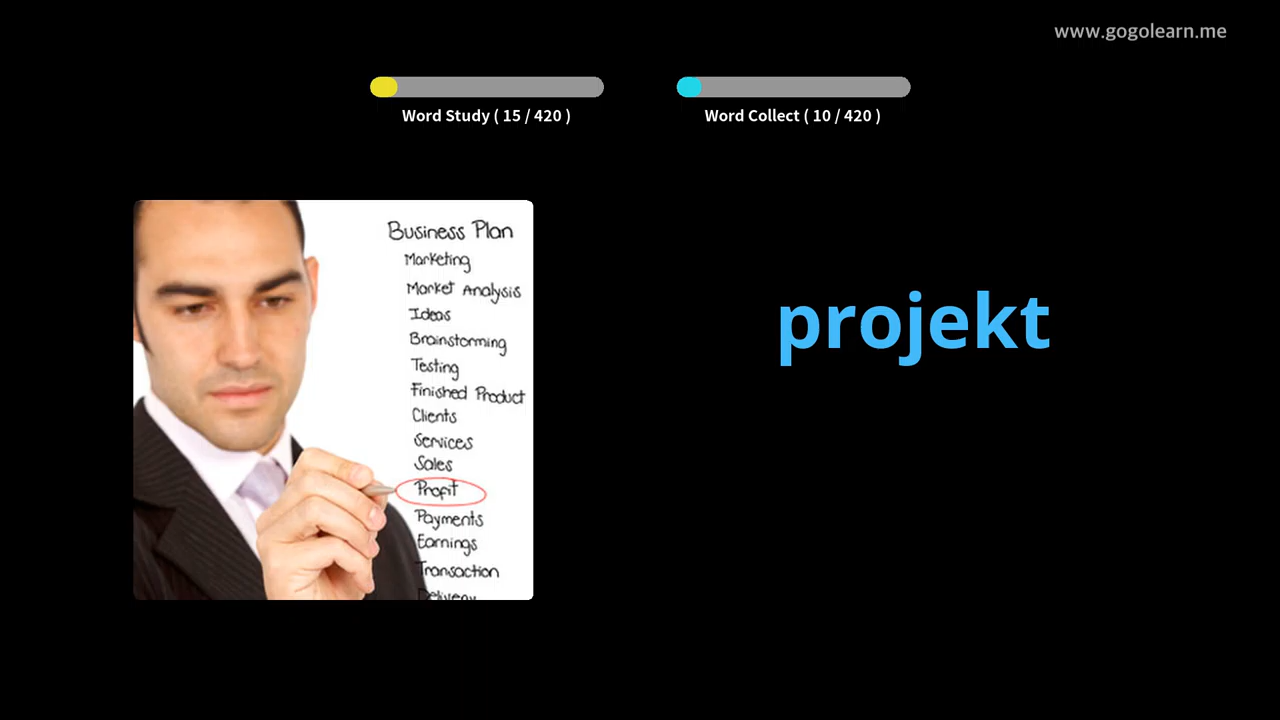 www.gogolearn.me
Word Study ( 15 / 420 )
Word Collect ( 10 / 420 )
Business Plan
Marketing
Market Analysis
Ideas
Brainstorming
Testing
Finished Product
Clients
Services
Sales
Profit
Payments
Earnings
Transaction
Delivery
projekt